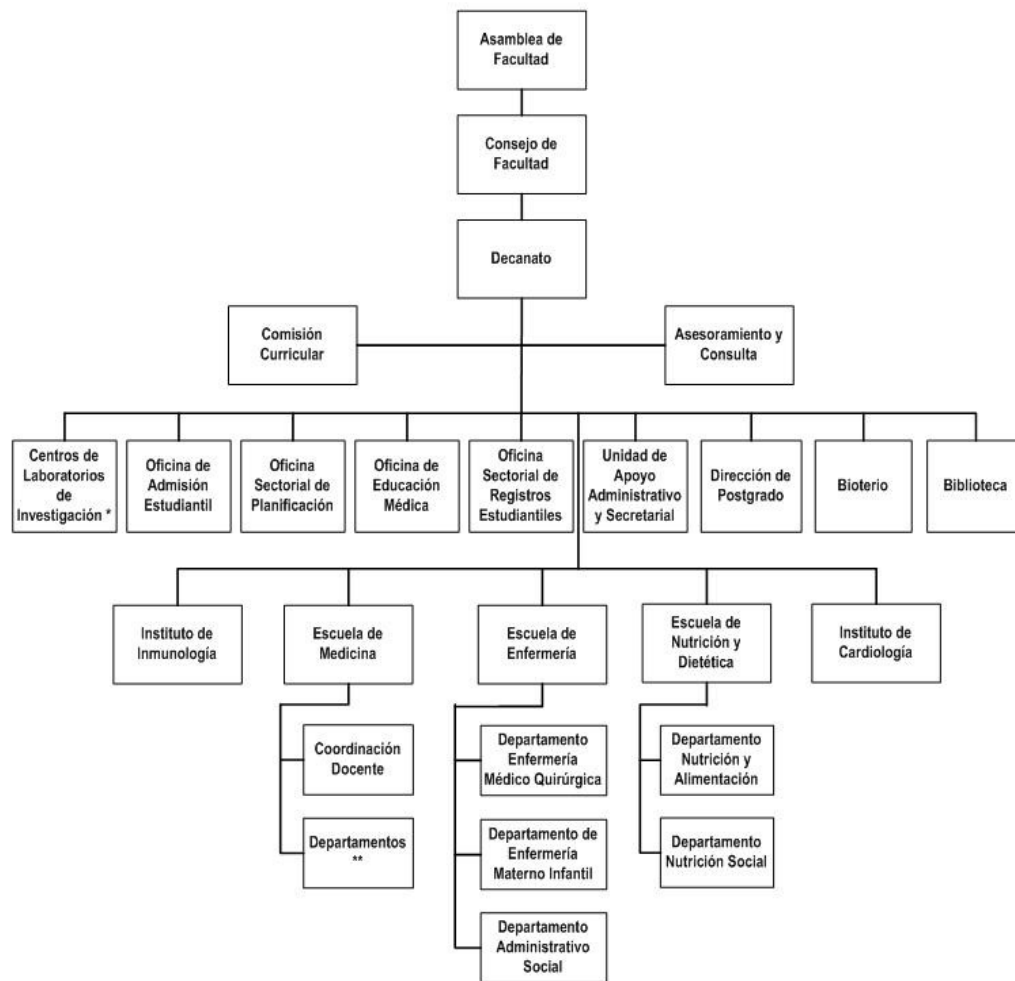 Asamblea de
Facultad
Consejo de
Facultad
Decanato
Comisión
Curricular
Asesoramiento y
Consulta
Centros de
Laboratorios
de
Investigación *
Oficina de
Admisión
Estudiantil
Oficina
Sectorial de
Planificación
Oficina de
Educación
Médica
Oficina
Sectorial de
Registros
Estudiantiles
Unidad de
Apoyo
Administrativo
y Secretarial
Dirección de
Postgrado
Bioterio
Biblioteca
Instituto de
Inmunología
Escuela de
Medicina
Escuela de
Enfermería
Escuela de
Nutrición y
Dietética
Instituto de
Cardiología
Coordinación
Docente
Departamentos
**
Departamento
Enfermería
Médico Quirúrgica
Departamento de
Enfermería
Materno Infantil
Departamento
Administrativo
Social
Departamento
Nutrición y
Alimentación
Departamento
Nutrición Social